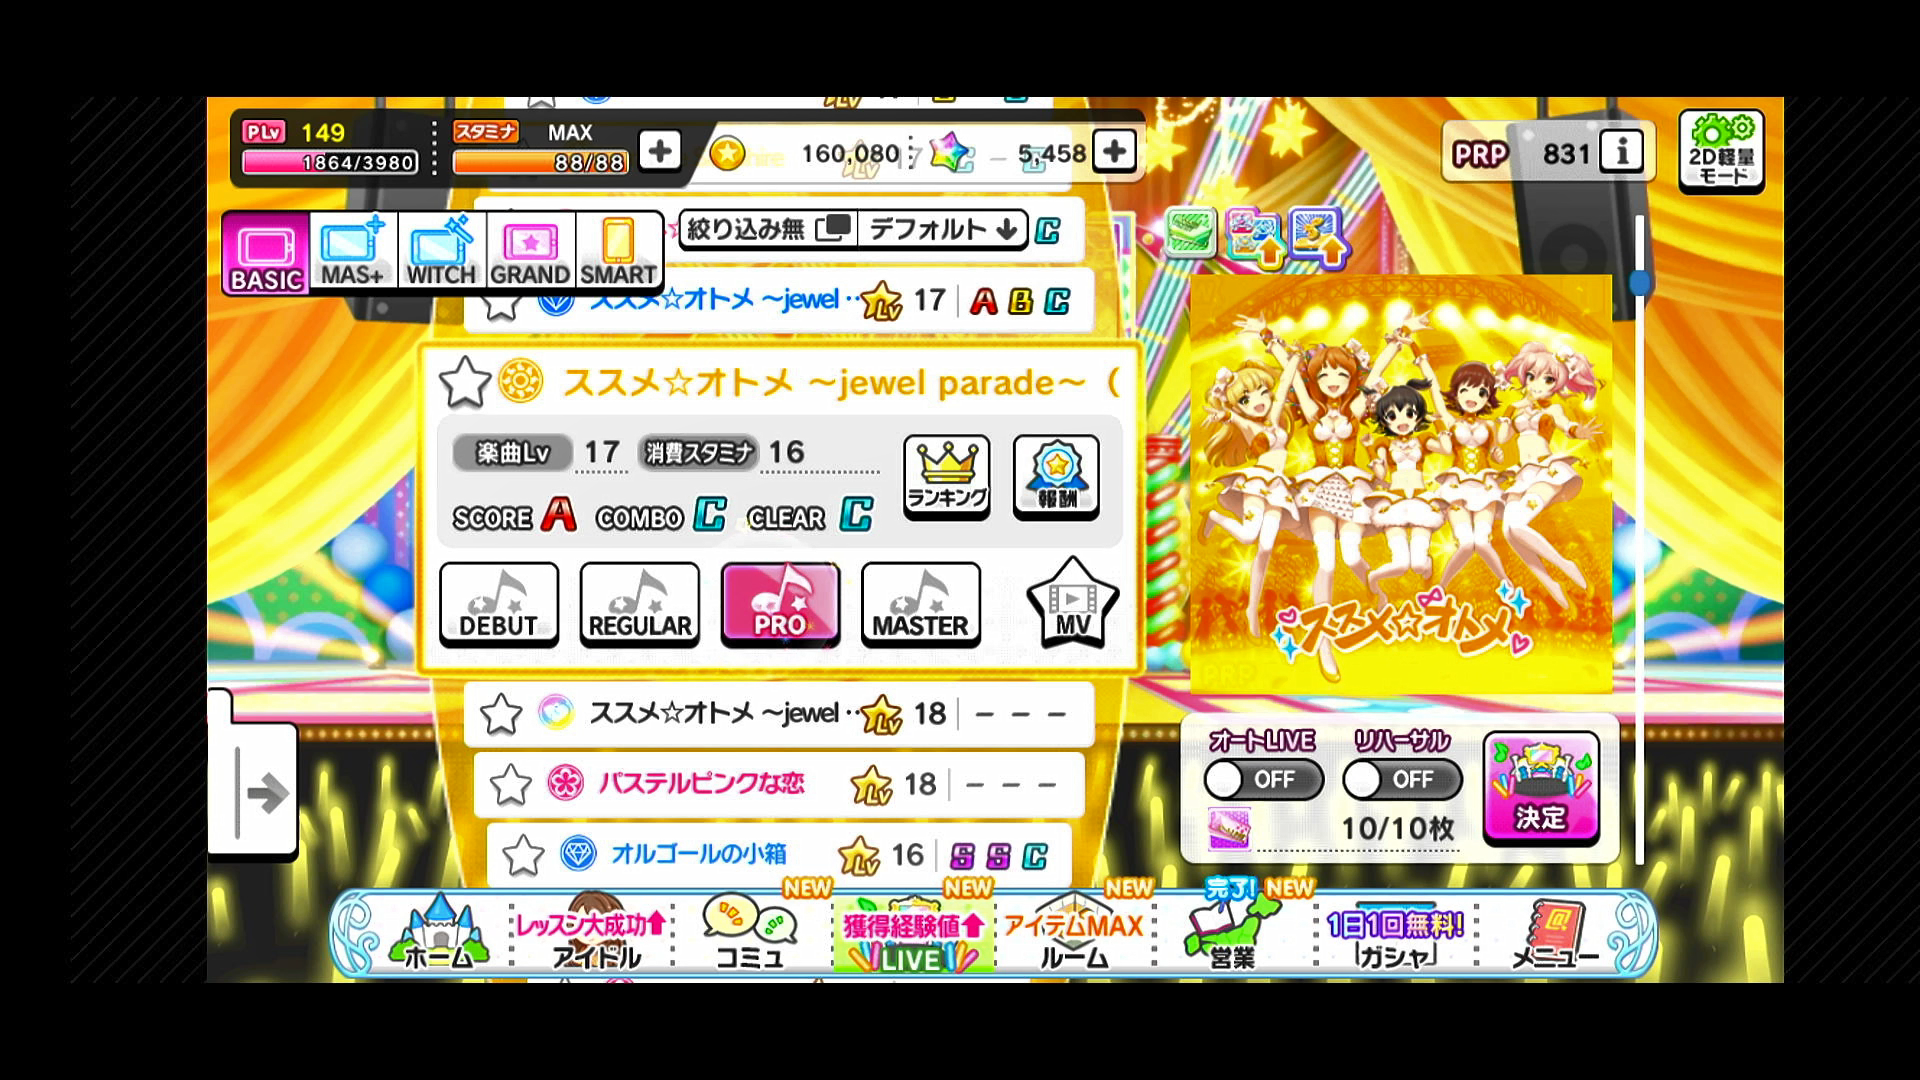 PLv 149
1864/3980
スタミナ MAX
88/88
160,080
5,458
PRP 831
2D軽量
モード
BASIC
MAS+
WITCH
GRAND
SMART
絞り込み無
デフォルト
C
ススメ☆オトメ ～jewel ‥ Lv 17 A B C
ススメ☆オトメ ～jewel parade～（
楽曲Lv 17 消費スタミナ 16
ランキング
報酬
SCORE A COMBO C CLEAR C
DEBUT
REGULAR
PRO
MASTER
MV
ススメ☆オトメ
ススメ☆オトメ ～jewel ‥ Lv 18 - - -
パステルピンクな恋 Lv 18 - - -
オルゴールの小箱 Lv 16 S S C
オートLIVE
OFF
リハーサル
OFF
10/10枚
決定
ホーム
レッスン大成功
アイドル
NEW
コミュ
NEW
獲得経験値
LIVE
NEW
アイテムMAX
ルーム
完了! NEW
営業
1日1回無料!
ガシャ
メニュー